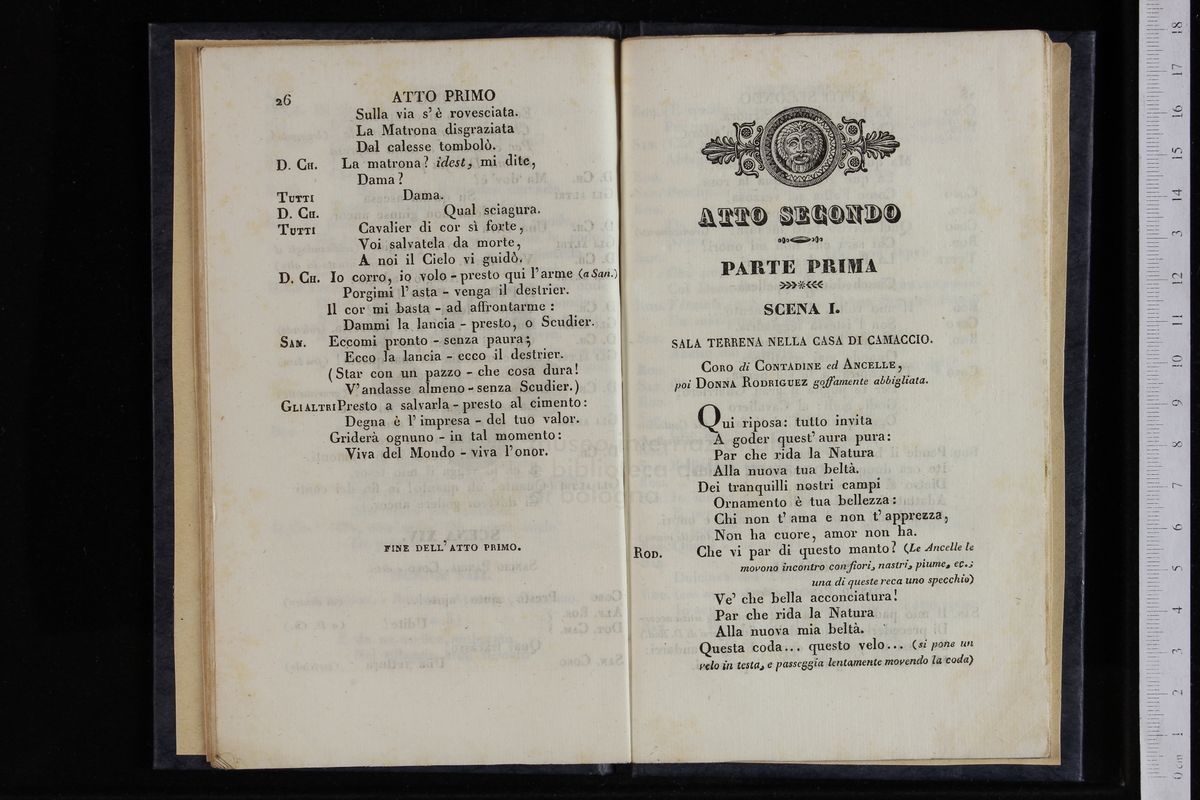 26 ATTO PRIMO
Sulla via s' è rovesciata.
La Matrona disgraziata
Dal calesse tombolò.
D. CH. La matrona? idest, mi dite,
Dama?
TUTTI Dama.
D. CH. Qual sciagura.
TUTTI Cavalier di cor sì forte,
Voi salvatela da morte,
A noi il Cielo vi guidò.
D. CH. Io corro, io volo - presto qui l'arme (a San.)
Porgimi l'asta - venga il destrier.
Il cor mi basta - ad affrontarme :
Dammi la lancia - presto, o Scudier.
SAN. Eccomi pronto - senza paura;
Ecco la lancia - ecco il destrier.
(Star con un pazzo - che cosa dura!
V'andasse almeno - senza Scudier.)
GLI ALTRI Presto a salvarla - presto al cimento:
Degna è l'impresa - del tuo valor.
Griderà ognuno - in tal momento:
Viva del Mondo - viva l'onor.
FINE DELL'ATTO PRIMO.
ATTO SECONDO
PARTE PRIMA
SCENA I.
SALA TERRENA NELLA CASA DI CAMACCIO.
CORO di CONTADINE ed ANCELLE,
poi DONNA RODRIGUEZ goffamente abbigliata.
Qui riposa: tutto invita
A goder quest' aura pura:
Par che rida la Natura
Alla nuova tua beltà.
Dei tranquilli nostri campi
Ornamento è tua bellezza:
Chi non t' ama e non t' apprezza,
Non ha cuore, amor non ha.
ROD. Che vi par di questo manto? (Le Ancelle le
movono incontro con fiori, nastri, piume, ec.;
una di queste reca uno specchio)
Ve' che bella acconciatura!
Par che rida la Natura
Alla nuova mia beltà.
Questa coda... questo velo... (si pone un
velo in testa, e passeggia lentamente movendo la coda)